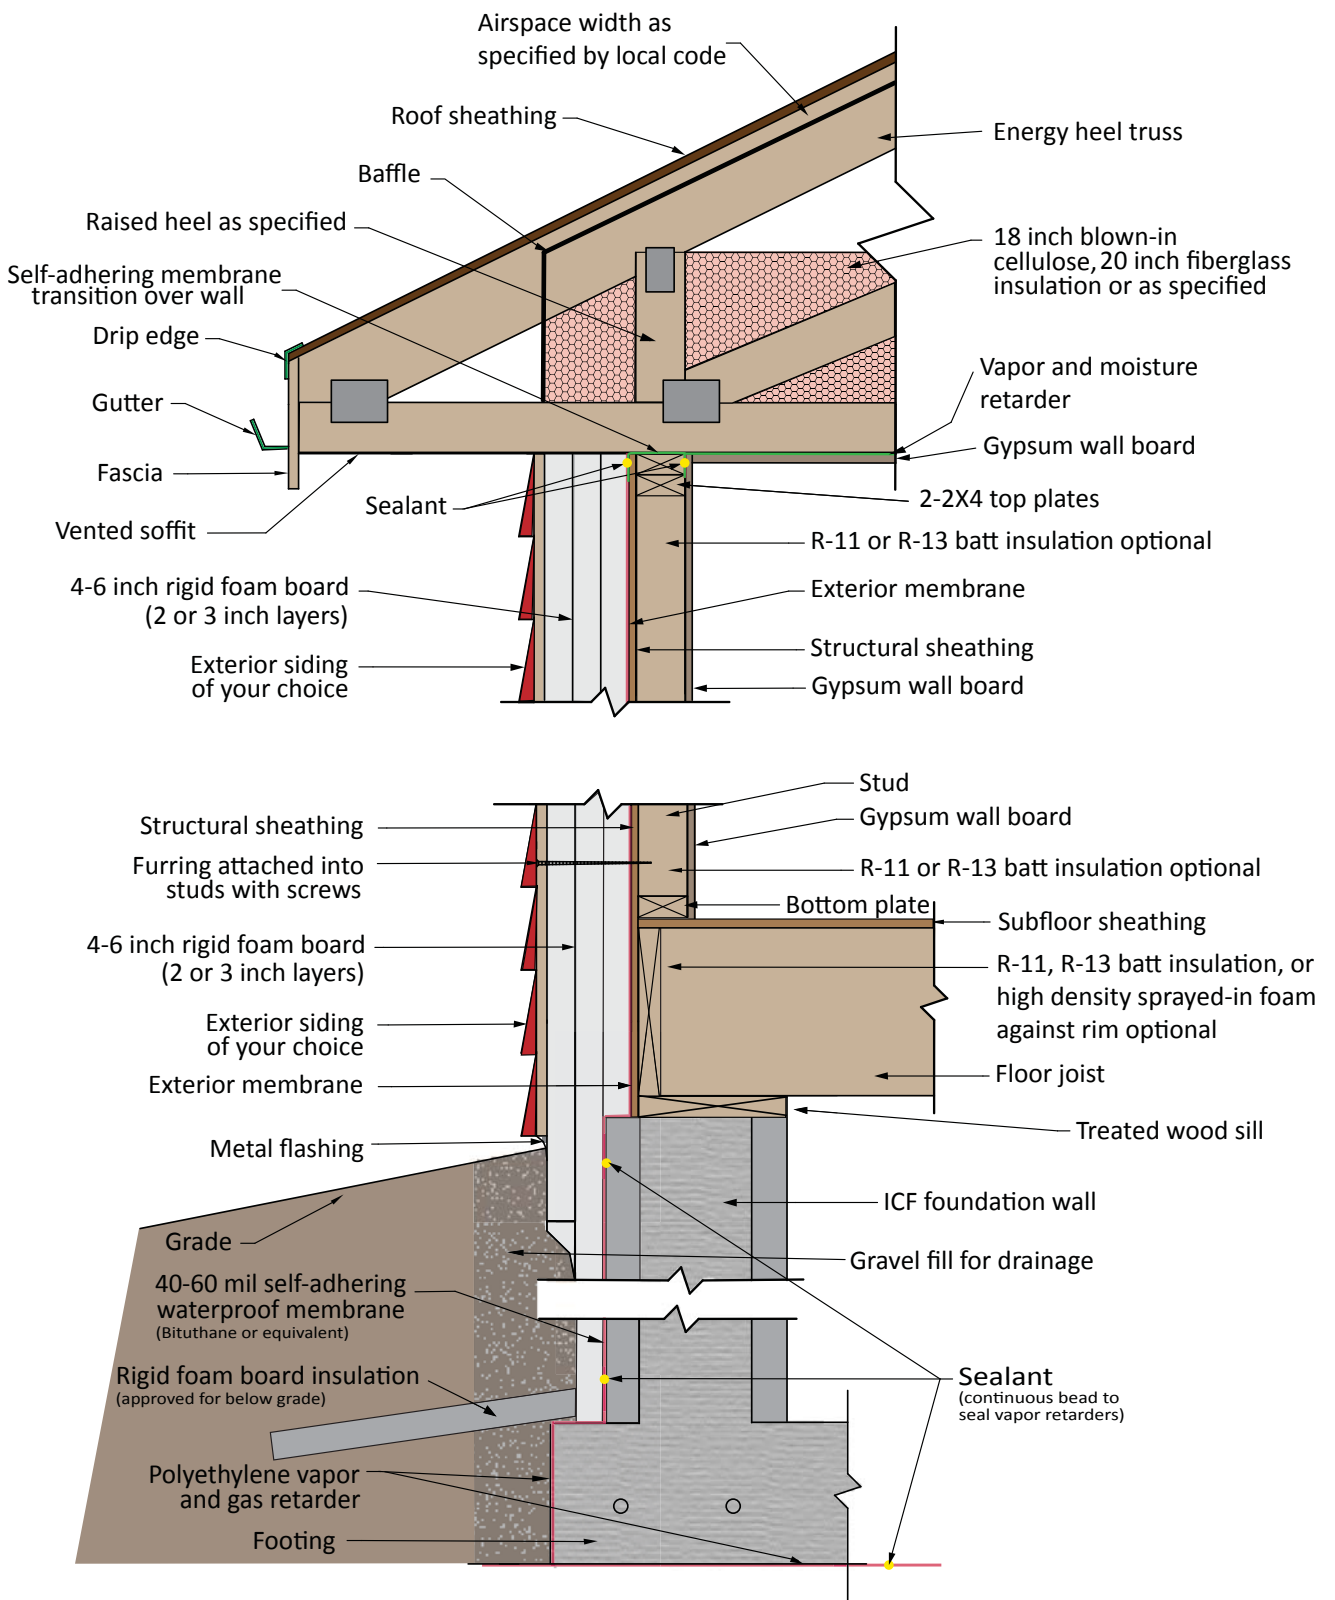 Airspace width as
specified by local code
Roof sheathing
Energy heel truss
Baffle
Raised heel as specified
18 inch blown-in
cellulose, 20 inch fiberglass
insulation or as specified
Self-adhering membrane
transition over wall
Drip edge
Vapor and moisture
retarder
Gutter
Gypsum wall board
Fascia
Sealant
2-2X4 top plates
Vented soffit
R-11 or R-13 batt insulation optional
4-6 inch rigid foam board
(2 or 3 inch layers)
Exterior membrane
Structural sheathing
Exterior siding
of your choice
Gypsum wall board
Stud
Structural sheathing
Gypsum wall board
Furring attached into
studs with screws
R-11 or R-13 batt insulation optional
Bottom plate
Subfloor sheathing
4-6 inch rigid foam board
(2 or 3 inch layers)
R-11, R-13 batt insulation, or
high density sprayed-in foam
against rim optional
Exterior siding
of your choice
Exterior membrane
Floor joist
Metal flashing
Treated wood sill
ICF foundation wall
Grade
Gravel fill for drainage
40-60 mil self-adhering
waterproof membrane
(Bituthane or equivalent)
Rigid foam board insulation
(approved for below grade)
Sealant
(continuous bead to
seal vapor retarders)
Polyethylene vapor
and gas retarder
Footing